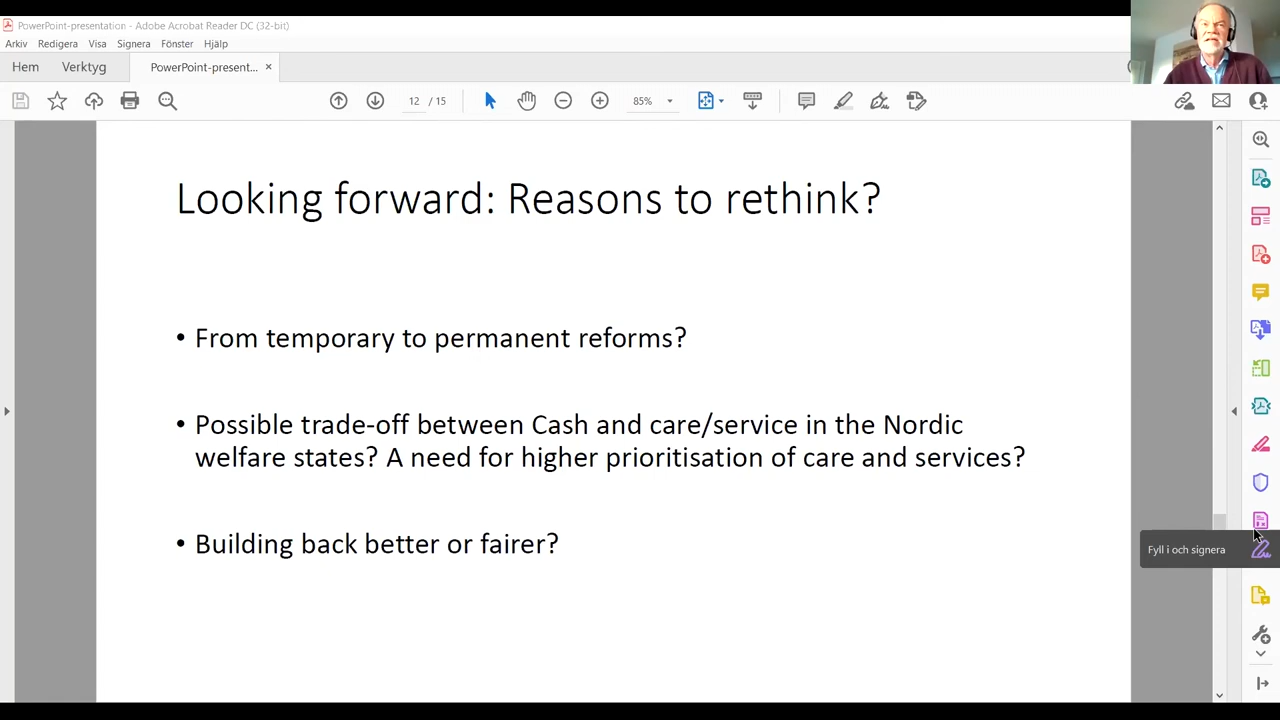 PowerPoint-presentation - Adobe Acrobat Reader DC (32-bit)
Arkiv Redigera Visa Signera Fönster Hjälp
Hem Verktyg PowerPoint-present... ×
12 / 15 85%
Looking forward: Reasons to rethink?
• From temporary to permanent reforms?
• Possible trade-off between Cash and care/service in the Nordic
welfare states? A need for higher prioritisation of care and services?
• Building back better or fairer?
Fyll i och signera